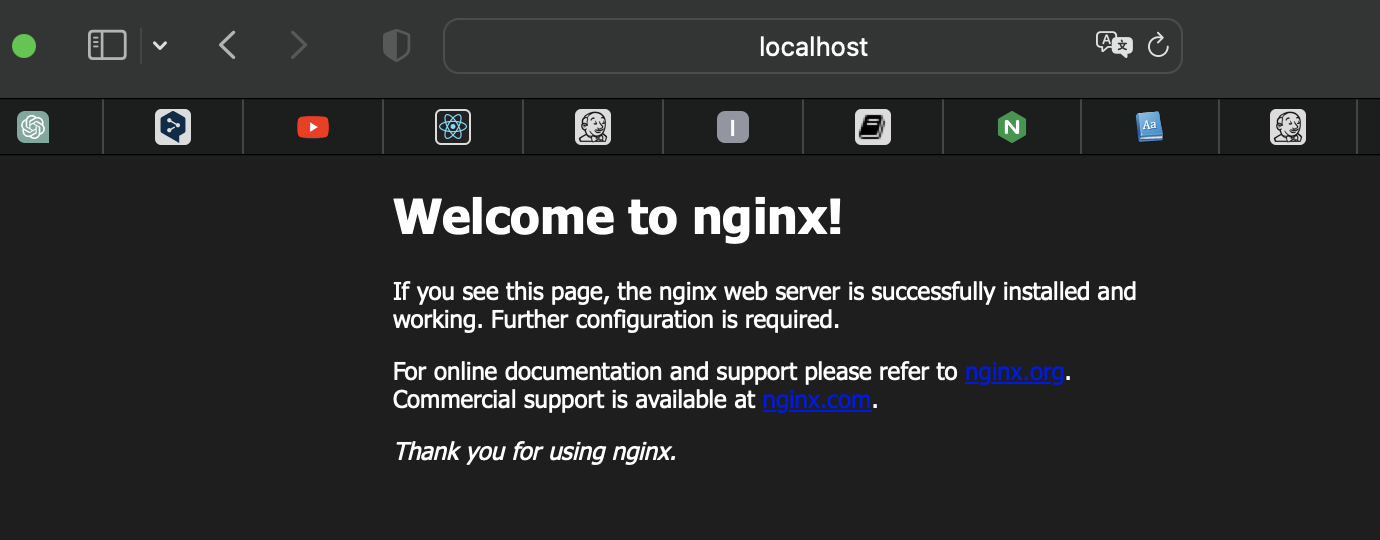 localhost
Welcome to nginx!
If you see this page, the nginx web server is successfully installed and
working. Further configuration is required.
For online documentation and support please refer to nginx.org.
Commercial support is available at nginx.com.
Thank you for using nginx.